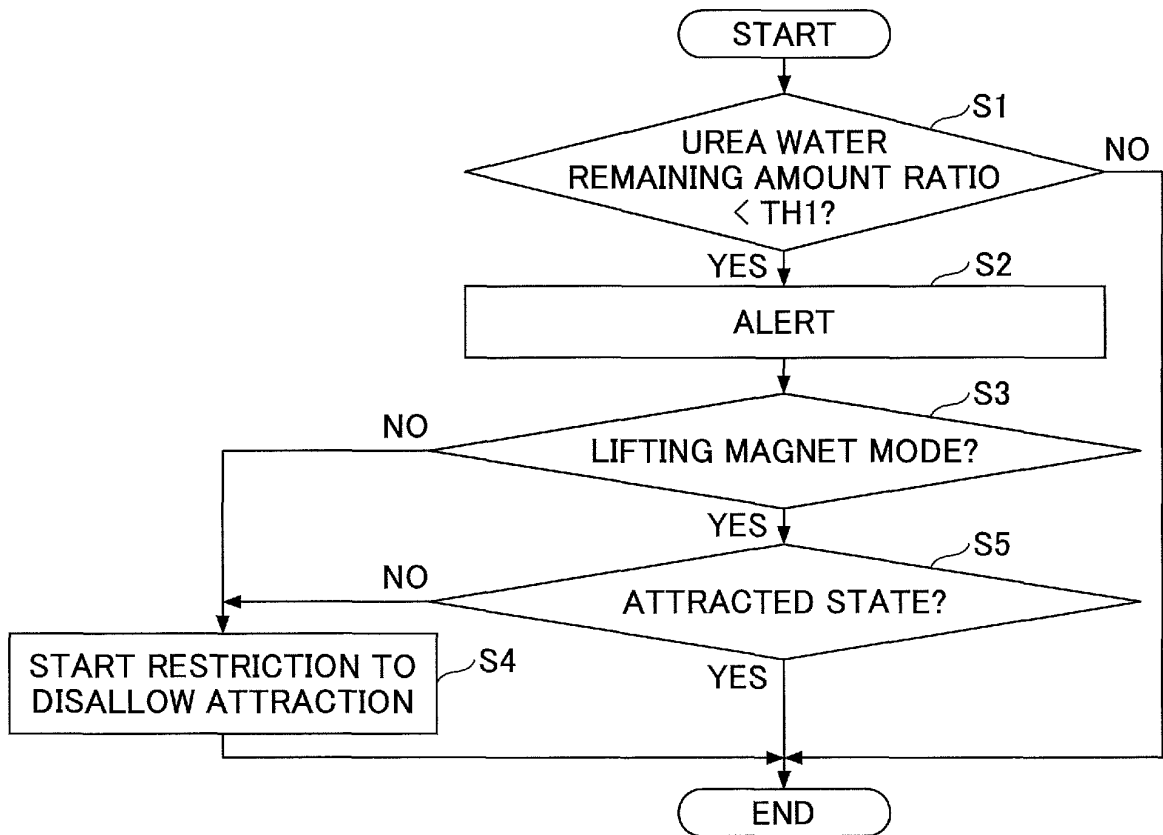 START
S1
UREA WATER
REMAINING AMOUNT RATIO
< TH1?
NO
YES
S2
ALERT
S3
NO
LIFTING MAGNET MODE?
YES
S5
NO
ATTRACTED STATE?
START RESTRICTION TO
DISALLOW ATTRACTION
S4
YES
END